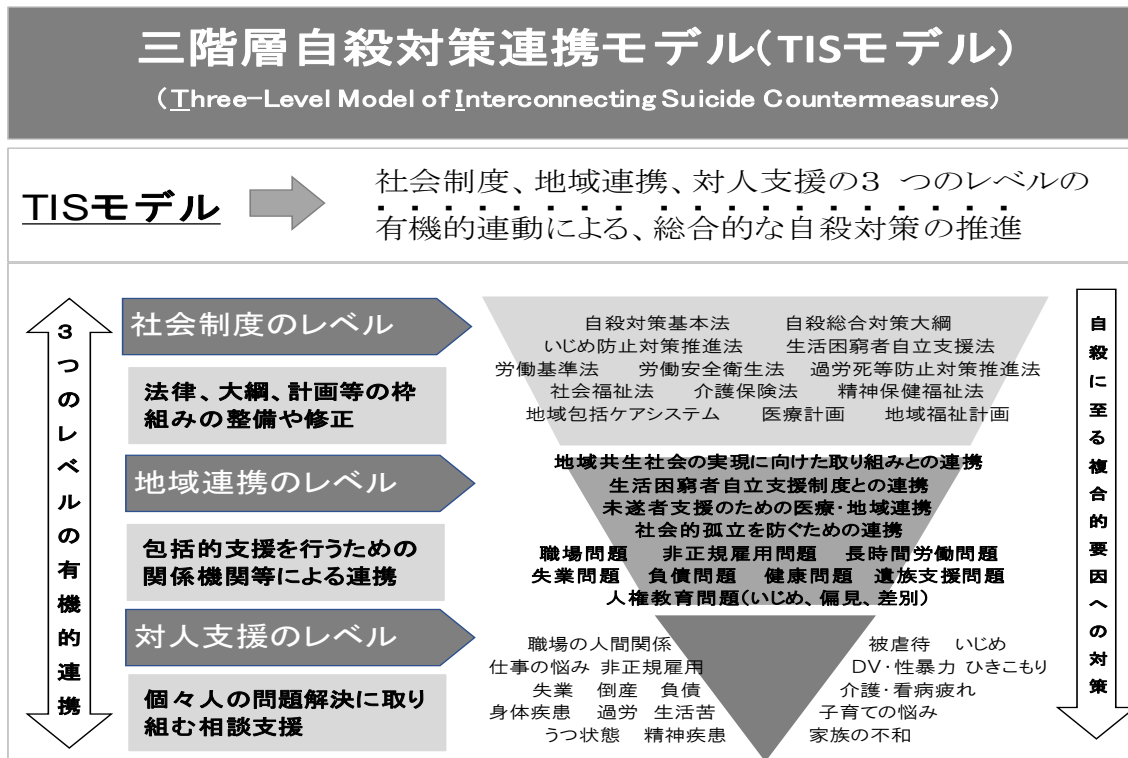 三階層自殺対策連携モデル(TISモデル)
(Three-Level Model of Interconnecting Suicide Countermeasures)
TISモデル
社会制度、地域連携、対人支援の3 つのレベルの
有機的連動による、総合的な自殺対策の推進
3つのレベルの有機的連携
社会制度のレベル
法律、大綱、計画等の枠
組みの整備や修正
自殺対策基本法 自殺総合対策大綱
いじめ防止対策推進法 生活困窮者自立支援法
労働基準法 労働安全衛生法 過労死等防止対策推進法
社会福祉法 介護保険法 精神保健福祉法
地域包括ケアシステム 医療計画 地域福祉計画
地域連携のレベル
包括的支援を行うための
関係機関等による連携
地域共生社会の実現に向けた取り組みとの連携
生活困窮者自立支援制度との連携
未遂者支援のための医療・地域連携
社会的孤立を防ぐための連携
職場問題 非正規雇用問題 長時間労働問題
失業問題 負債問題 健康問題 遺族支援問題
人権教育問題(いじめ、偏見、差別)
対人支援のレベル
個々人の問題解決に取り
組む相談支援
職場の人間関係 被虐待 いじめ
仕事の悩み 非正規雇用 DV・性暴力 ひきこもり
失業 倒産 負債 介護・看病疲れ
身体疾患 過労 生活苦 子育ての悩み
うつ状態 精神疾患 家族の不和
自殺に至る複合的要因への対策